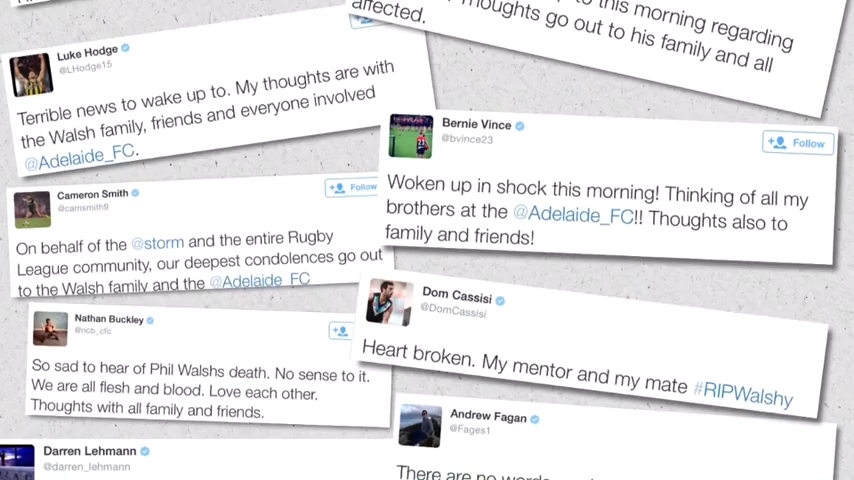 this morning regarding
affected.
houghts go out to his family and all
Luke Hodge
@LHodge15
Terrible news to wake up to. My thoughts are with
the Walsh family, friends and everyone involved
@Adelaide_FC.
Bernie Vince
@bvince23
Follow
Woken up in shock this morning! Thinking of all my
brothers at the @Adelaide_FC!! Thoughts also to
family and friends!
Cameron Smith
@camsmith9
Follow
On behalf of the @storm and the entire Rugby
League community, our deepest condolences go out
to the Walsh family and the @Adelaide_FC
Dom Cassisi
@DomCassisi
Heart broken. My mentor and my mate #RIPWalshy
Nathan Buckley
@ncb_cfc
So sad to hear of Phil Walshs death. No sense to it.
We are all flesh and blood. Love each other.
Thoughts with all family and friends.
Andrew Fagan
@Fages1
There are no words
Darren Lehmann
@darren_lehmann